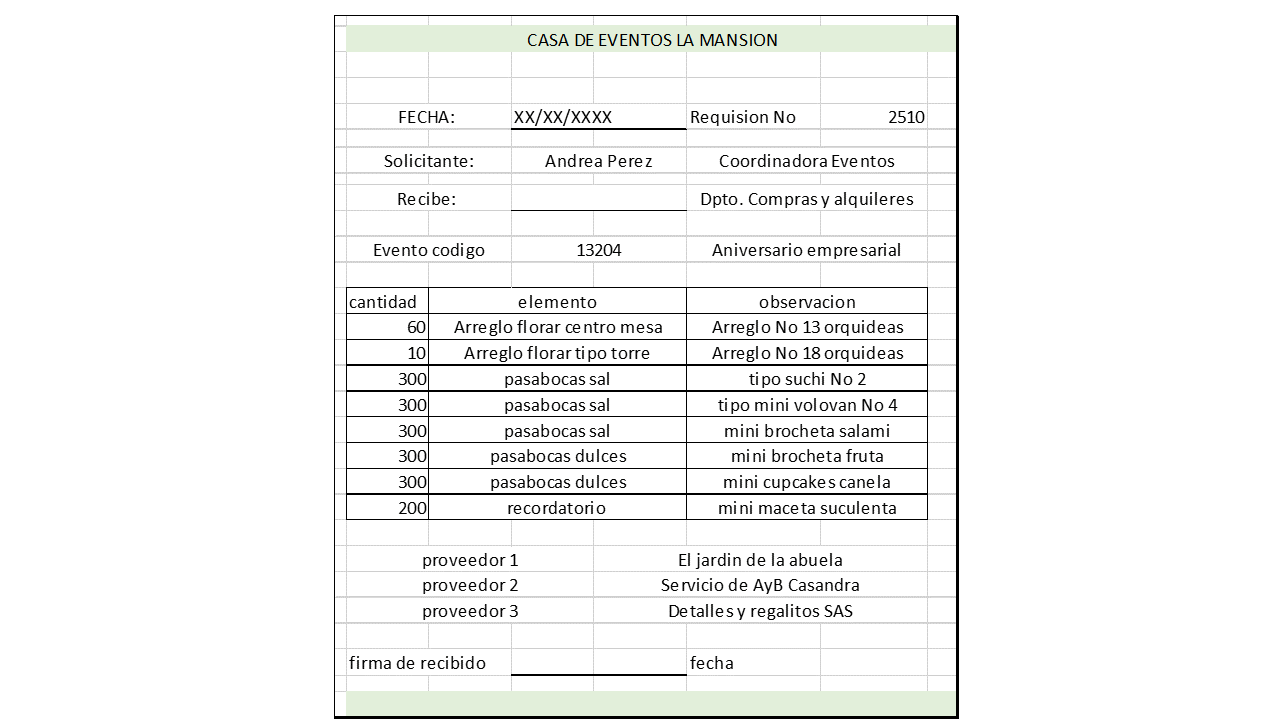 CASA DE EVENTOS LA MANSION
FECHA: XX/XX/XXXX Requision No 2510
Solicitante: Andrea Perez Coordinadora Eventos
Recibe: Dpto. Compras y alquileres
Evento codigo 13204 Aniversario empresarial
cantidad elemento observacion
60 Arreglo florar centro mesa Arreglo No 13 orquideas
10 Arreglo florar tipo torre Arreglo No 18 orquideas
300 pasabocas sal tipo suchi No 2
300 pasabocas sal tipo mini volovan No 4
300 pasabocas sal mini brocheta salami
300 pasabocas dulces mini brocheta fruta
300 pasabocas dulces mini cupcakes canela
200 recordatorio mini maceta suculenta
proveedor 1 El jardin de la abuela
proveedor 2 Servicio de AyB Casandra
proveedor 3 Detalles y regalitos SAS
firma de recibido fecha